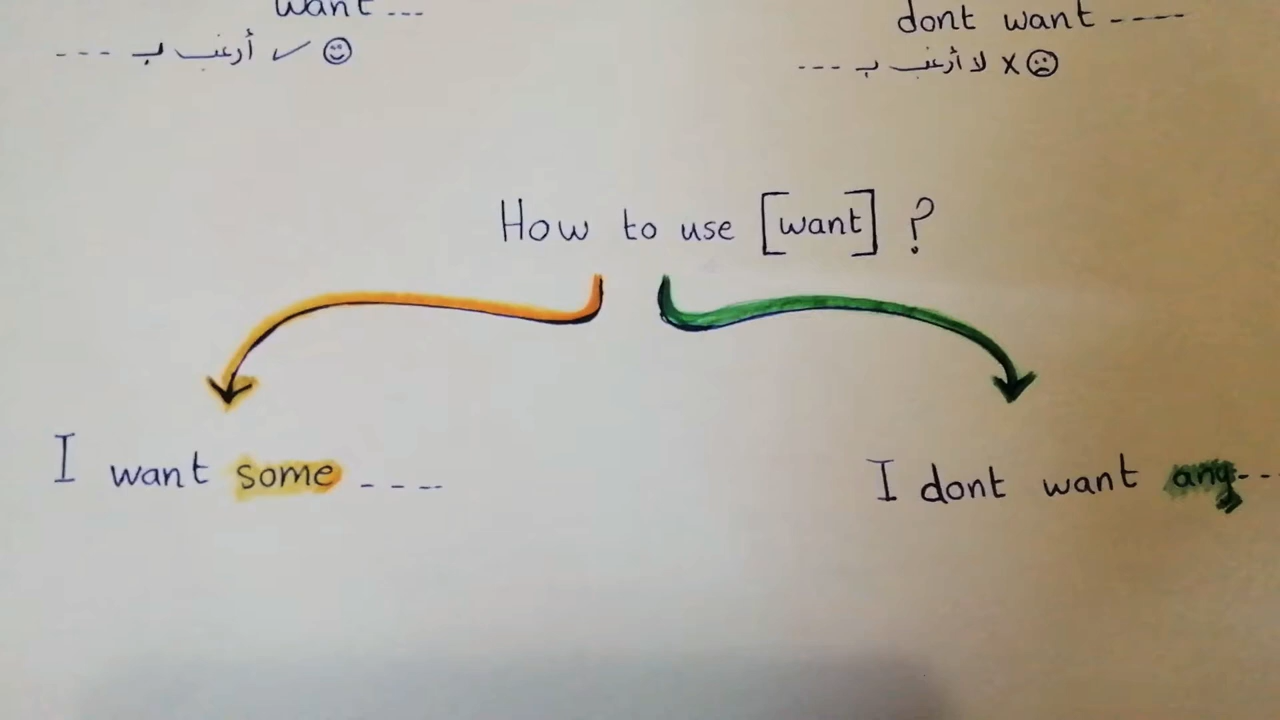 want ---
dont want ----
--- أرغب ب ✓ ☺
--- لا أرغب ب X ☹
How to use [want] ?
I want some ---
I dont want any--